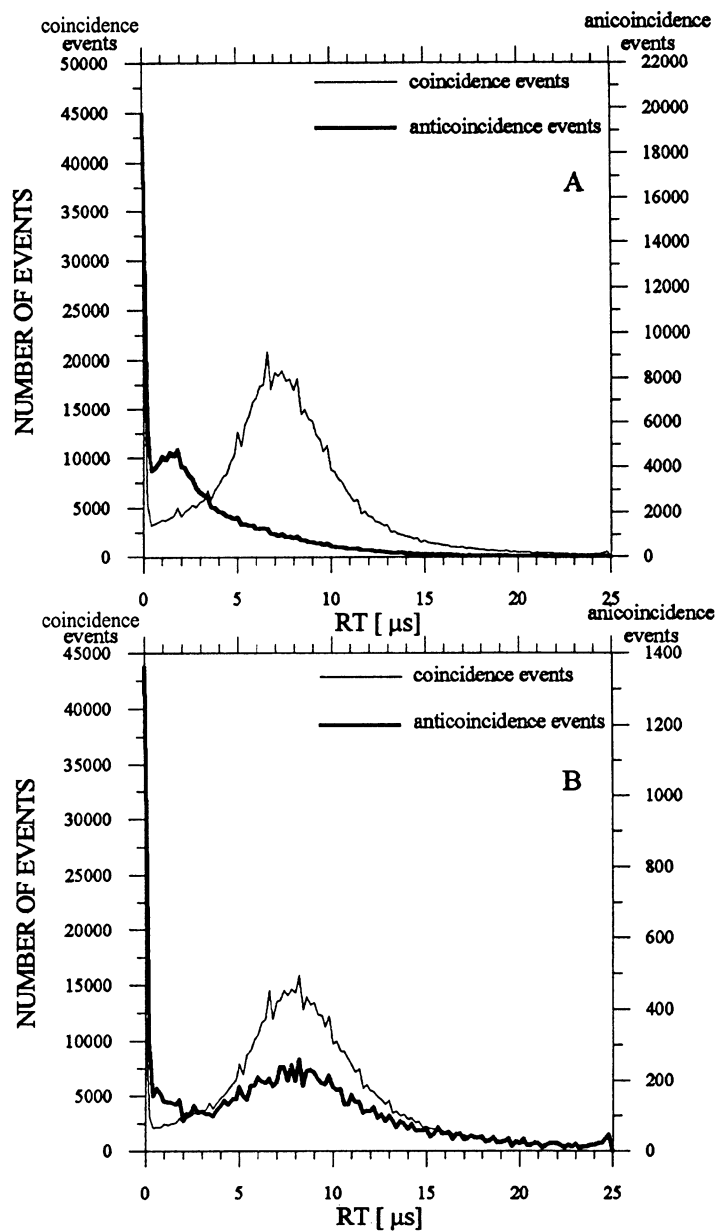 coincidence
events
anicoincidence
events
50000
45000
40000
35000
30000
25000
20000
15000
10000
5000
0
NUMBER OF EVENTS
22000
20000
18000
16000
14000
12000
10000
8000
6000
4000
2000
0
coincidence events
anticoincidence events
A
0 5 10 15 20 25
RT [ µs]
coincidence
events
anicoincidence
events
45000
40000
35000
30000
25000
20000
15000
10000
5000
0
NUMBER OF EVENTS
1400
1200
1000
800
600
400
200
0
coincidence events
anticoincidence events
B
0 5 10 15 20 25
RT [ µs]